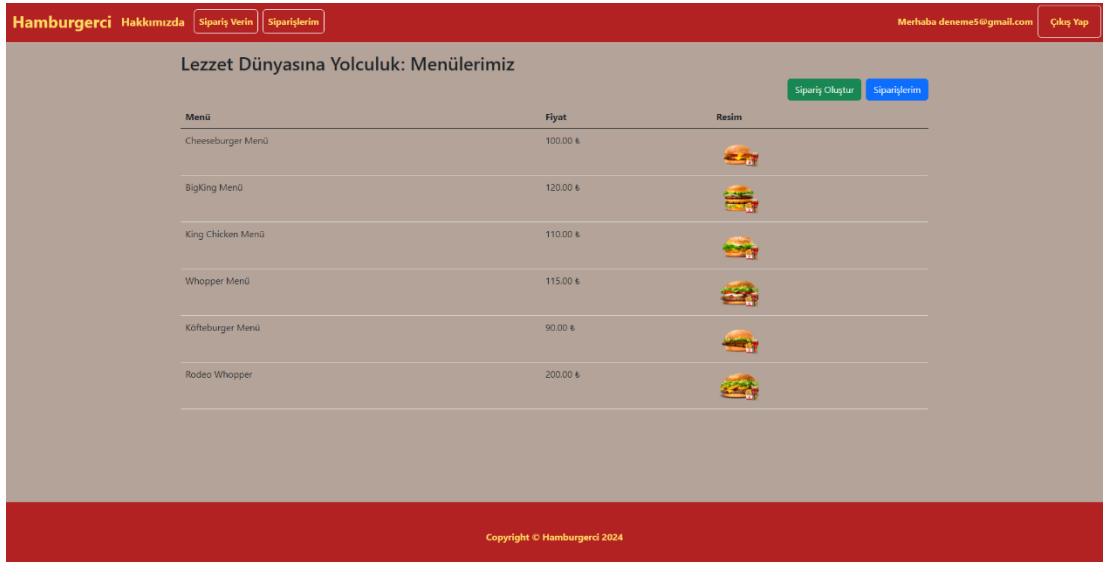 Hamburgerci Hakkımızda Sipariş Verin Siparişlerim Merhaba deneme5@gmail.com Çıkış Yap
Lezzet Dünyasına Yolculuk: Menülerimiz
Sipariş Oluştur Siparişlerim
Menü Fiyat Resim
Cheeseburger Menü 100.00 ₺
BigKing Menü 120.00 ₺
King Chicken Menü 110.00 ₺
Whopper Menü 115.00 ₺
Köfteburger Menü 90.00 ₺
Rodeo Whopper 200.00 ₺
Copyright © Hamburgerci 2024